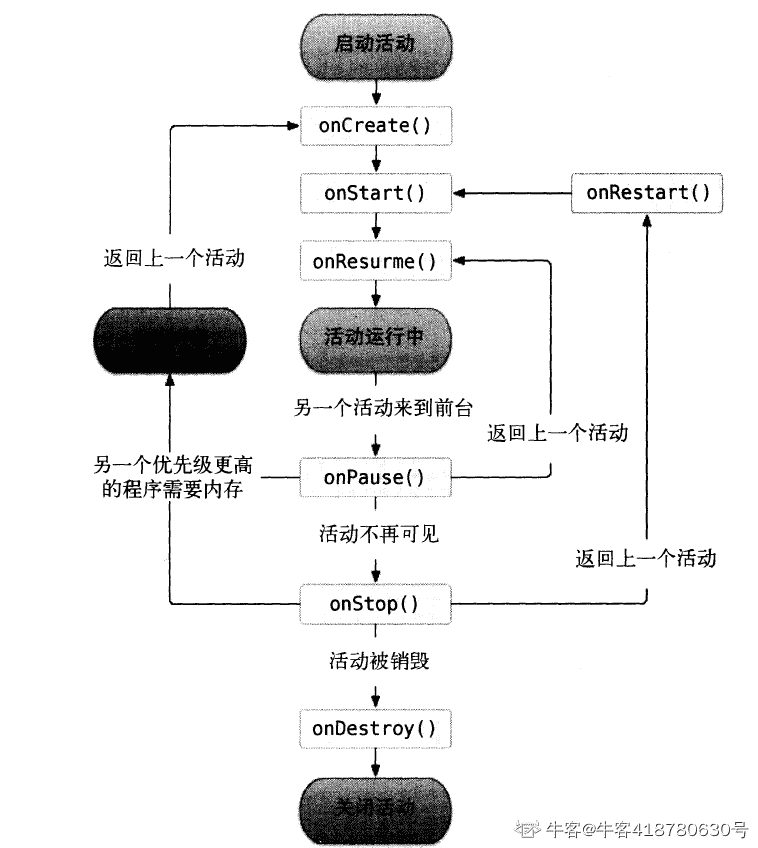 启动活动
onCreate()
onStart()
onRestart()
返回上一个活动
onResurme()
活动运行中
另一个活动来到前台
返回上一个活动
另一个优先级更高
的程序需要内存
onPause()
活动不再可见
返回上一个活动
onStop()
活动被销毁
onDestroy()
关闭活动
牛客@牛客418780630号